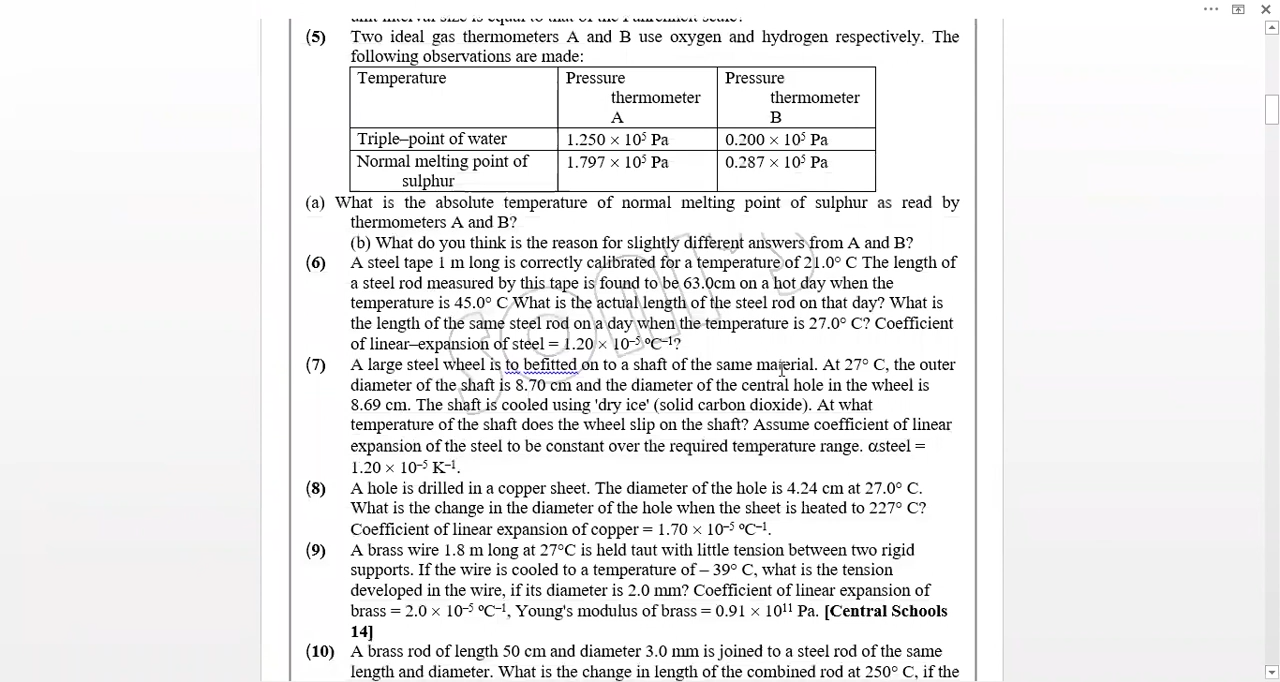 (5) Two ideal gas thermometers A and B use oxygen and hydrogen respectively. The
following observations are made:
Temperature Pressure thermometer A Pressure thermometer B
Triple–point of water 1.250 × 10⁵ Pa 0.200 × 10⁵ Pa
Normal melting point of sulphur 1.797 × 10⁵ Pa 0.287 × 10⁵ Pa
(a) What is the absolute temperature of normal melting point of sulphur as read by
thermometers A and B?
(b) What do you think is the reason for slightly different answers from A and B?
(6) A steel tape 1 m long is correctly calibrated for a temperature of 21.0° C The length of
a steel rod measured by this tape is found to be 63.0cm on a hot day when the
temperature is 45.0° C What is the actual length of the steel rod on that day? What is
the length of the same steel rod on a day when the temperature is 27.0° C? Coefficient
of linear–expansion of steel = 1.20 × 10⁻⁵ ⁰C⁻¹?
(7) A large steel wheel is to befitted on to a shaft of the same material. At 27° C, the outer
diameter of the shaft is 8.70 cm and the diameter of the central hole in the wheel is
8.69 cm. The shaft is cooled using 'dry ice' (solid carbon dioxide). At what
temperature of the shaft does the wheel slip on the shaft? Assume coefficient of linear
expansion of the steel to be constant over the required temperature range. αsteel =
1.20 × 10⁻⁵ K⁻¹.
(8) A hole is drilled in a copper sheet. The diameter of the hole is 4.24 cm at 27.0° C.
What is the change in the diameter of the hole when the sheet is heated to 227° C?
Coefficient of linear expansion of copper = 1.70 × 10⁻⁵ ⁰C⁻¹.
(9) A brass wire 1.8 m long at 27°C is held taut with little tension between two rigid
supports. If the wire is cooled to a temperature of – 39° C, what is the tension
developed in the wire, if its diameter is 2.0 mm? Coefficient of linear expansion of
brass = 2.0 × 10⁻⁵ ⁰C⁻¹, Young's modulus of brass = 0.91 × 10¹¹ Pa. [Central Schools
14]
(10) A brass rod of length 50 cm and diameter 3.0 mm is joined to a steel rod of the same
length and diameter. What is the change in length of the combined rod at 250° C, if the